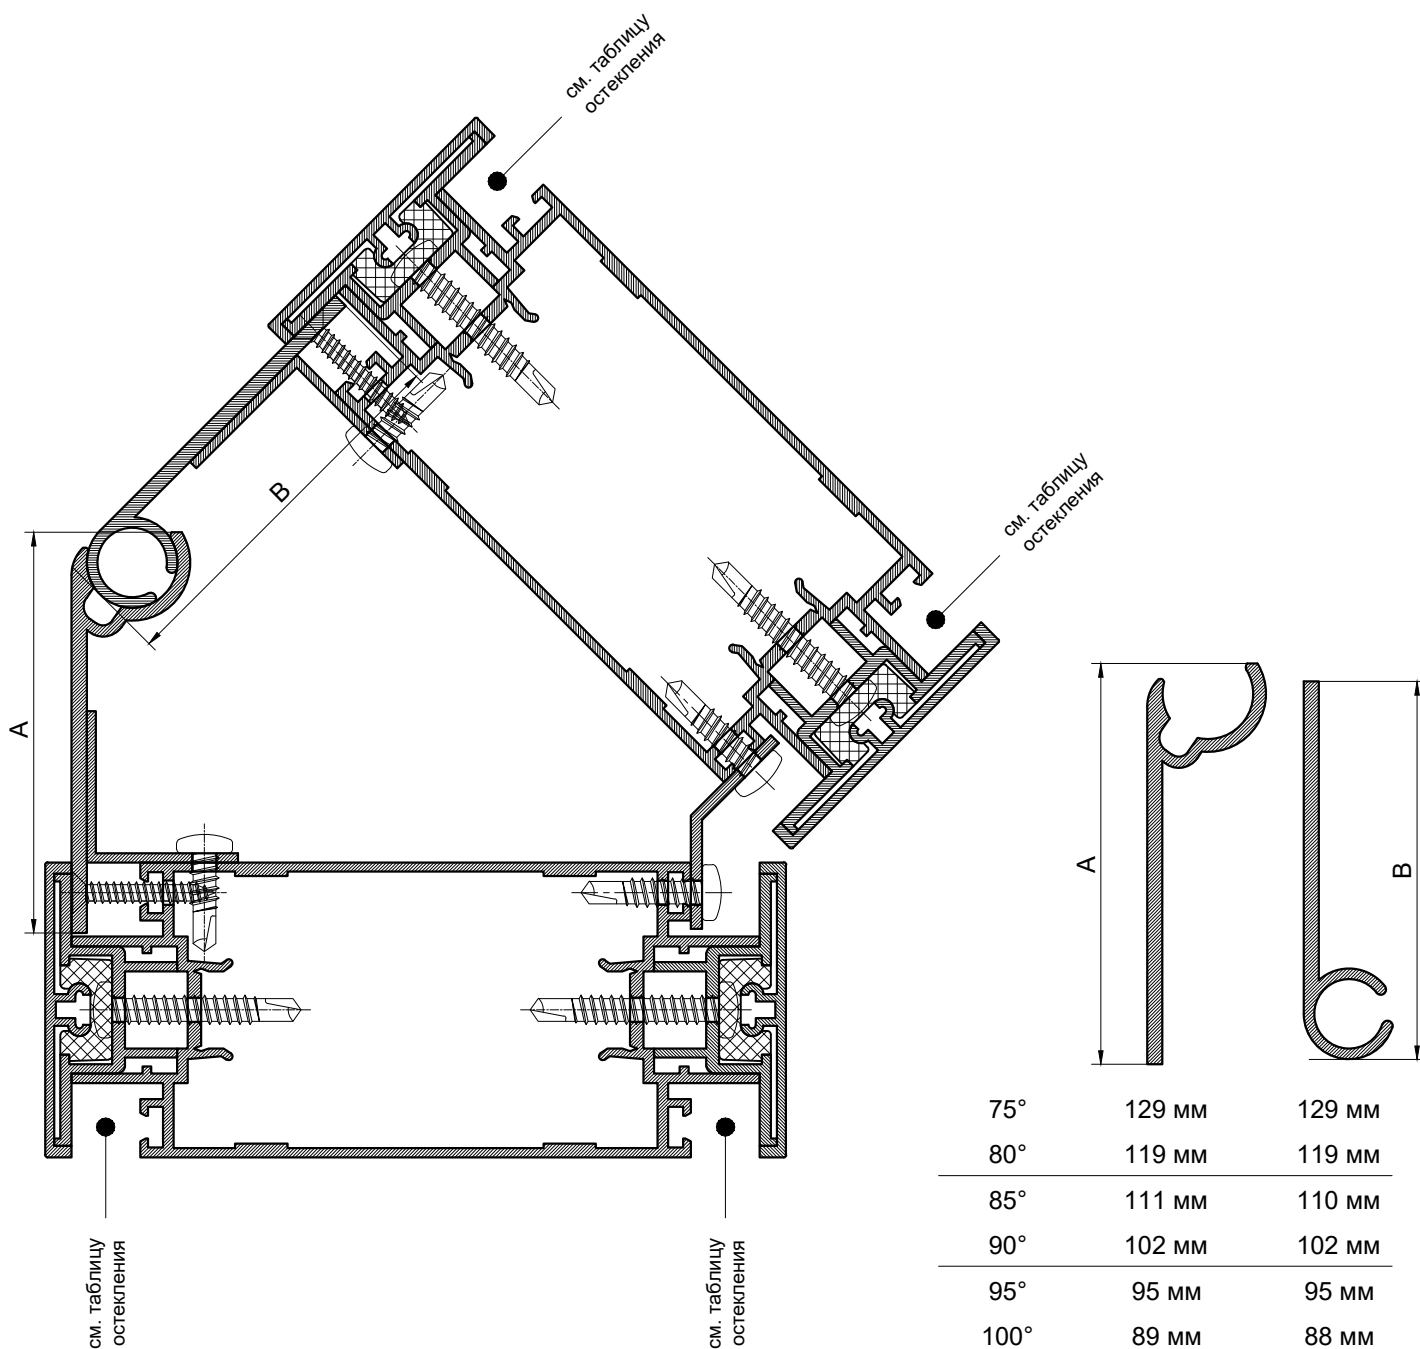 см. таблицу
остекления
B
см. таблицу
остекления
A
A
B
75° 129 мм 129 мм
80° 119 мм 119 мм
85° 111 мм 110 мм
90° 102 мм 102 мм
95° 95 мм 95 мм
100° 89 мм 88 мм
см. таблицу
остекления
см. таблицу
остекления